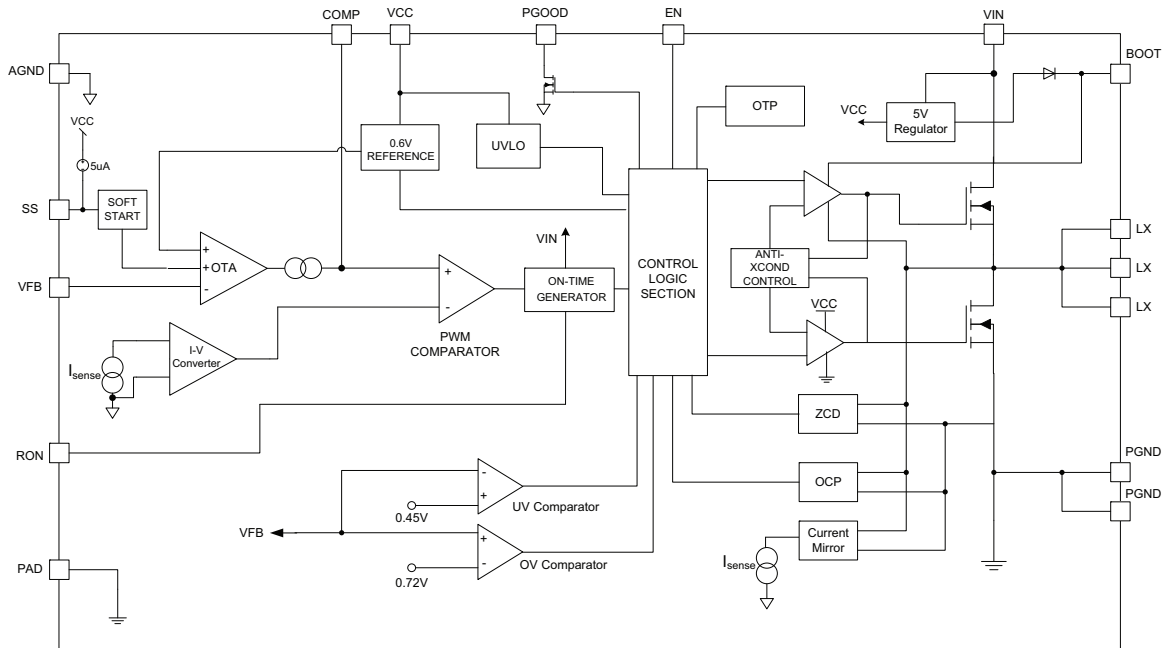 COMP
VCC
PGOOD
EN
VIN
BOOT
AGND
VCC
5uA
0.6V
REFERENCE
UVLO
OTP
VCC
5V
Regulator
SS
SOFT
START
+
+
OTA
-
VFB
VIN
+
-
PWM
COMPARATOR
ON-TIME
GENERATOR
CONTROL
LOGIC
SECTION
ANTI-
XCOND
CONTROL
VCC
LX
LX
LX
I-V
Converter
Isense
ZCD
RON
OCP
PGND
PGND
-
+
0.45V
UV Comparator
VFB
+
-
0.72V
OV Comparator
Current
Mirror
Isense
PAD